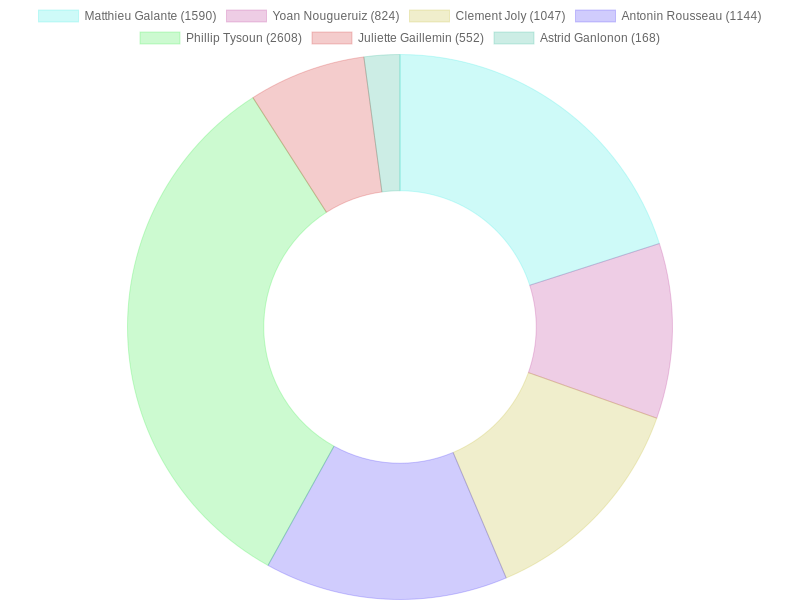 Matthieu Galante (1590) Yoan Nougueruiz (824) Clement Joly (1047) Antonin Rousseau (1144)
Phillip Tysoun (2608) Juliette Gaillemin (552) Astrid Ganlonon (168)